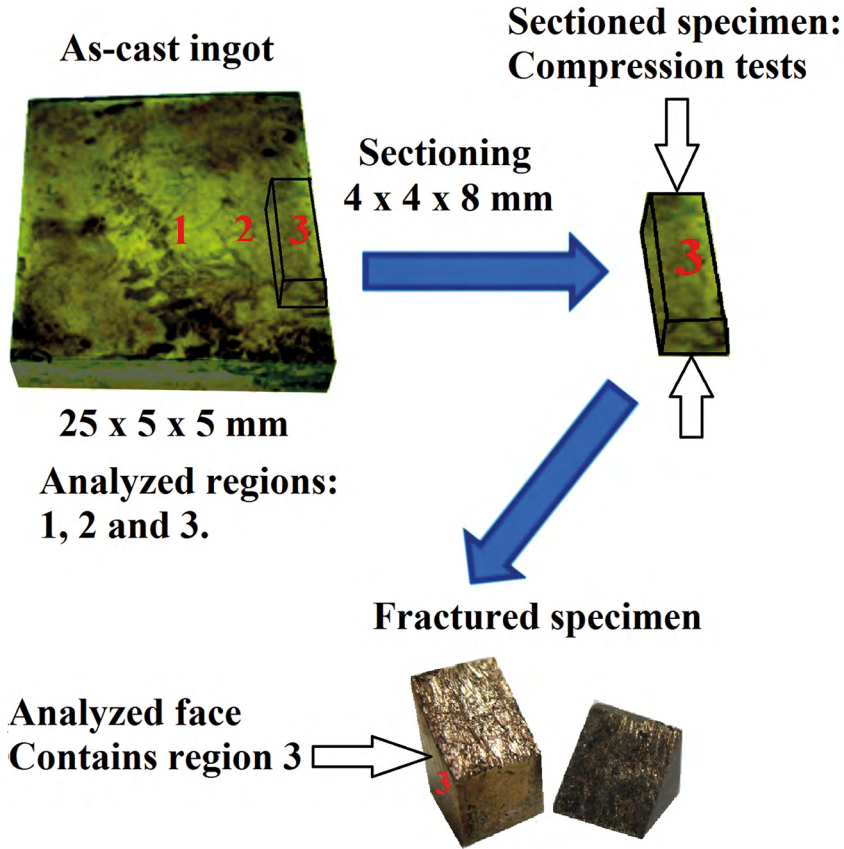 As-cast ingot
Sectioned specimen:
Compression tests
Sectioning
4 x 4 x 8 mm
1 2 3
3
25 x 5 x 5 mm
Analyzed regions:
1, 2 and 3.
Fractured specimen
Analyzed face
Contains region 3
3